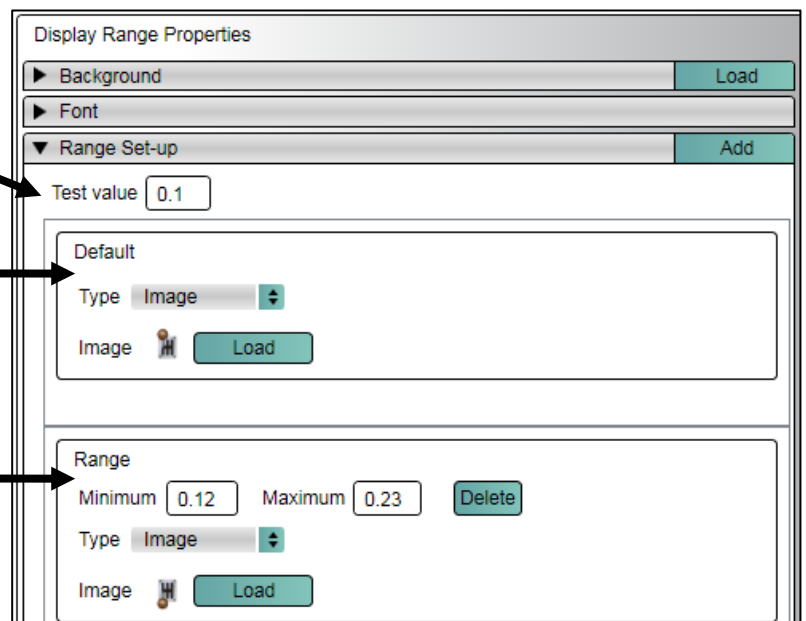 Display Range Properties
Background Load
Font
Range Set-up Add
Test value 0.1
Default
Type Image
Image Load
Range
Minimum 0.12 Maximum 0.23 Delete
Type Image
Image Load